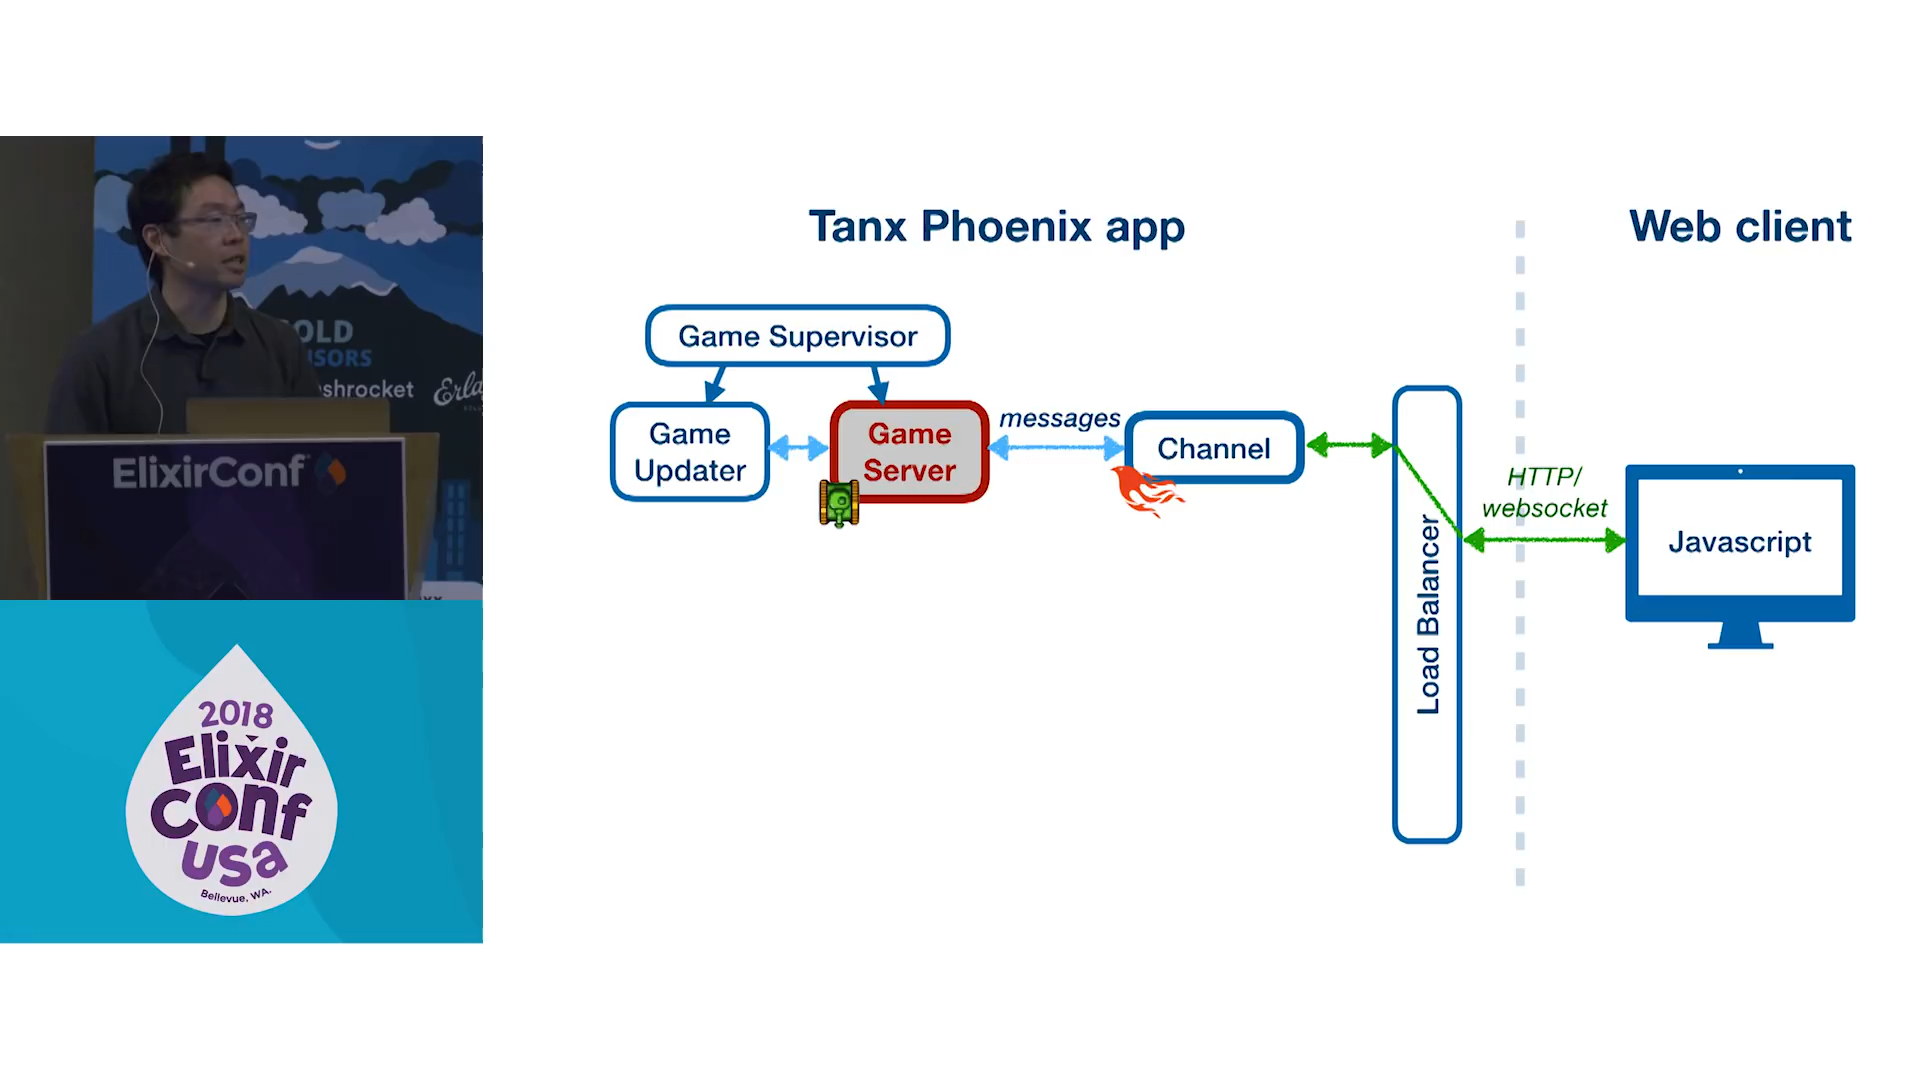 Tanx Phoenix app
Web client
Game Supervisor
Game
Updater
Game
Server
messages
Channel
Load Balancer
HTTP/
websocket
Javascript
ElixirConf
2018
Elixir
Conf
USA
Bellevue, WA.